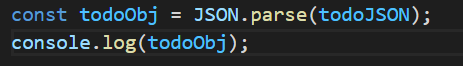 const todoObj = JSON.parse(todoJSON);
console.log(todoObj);